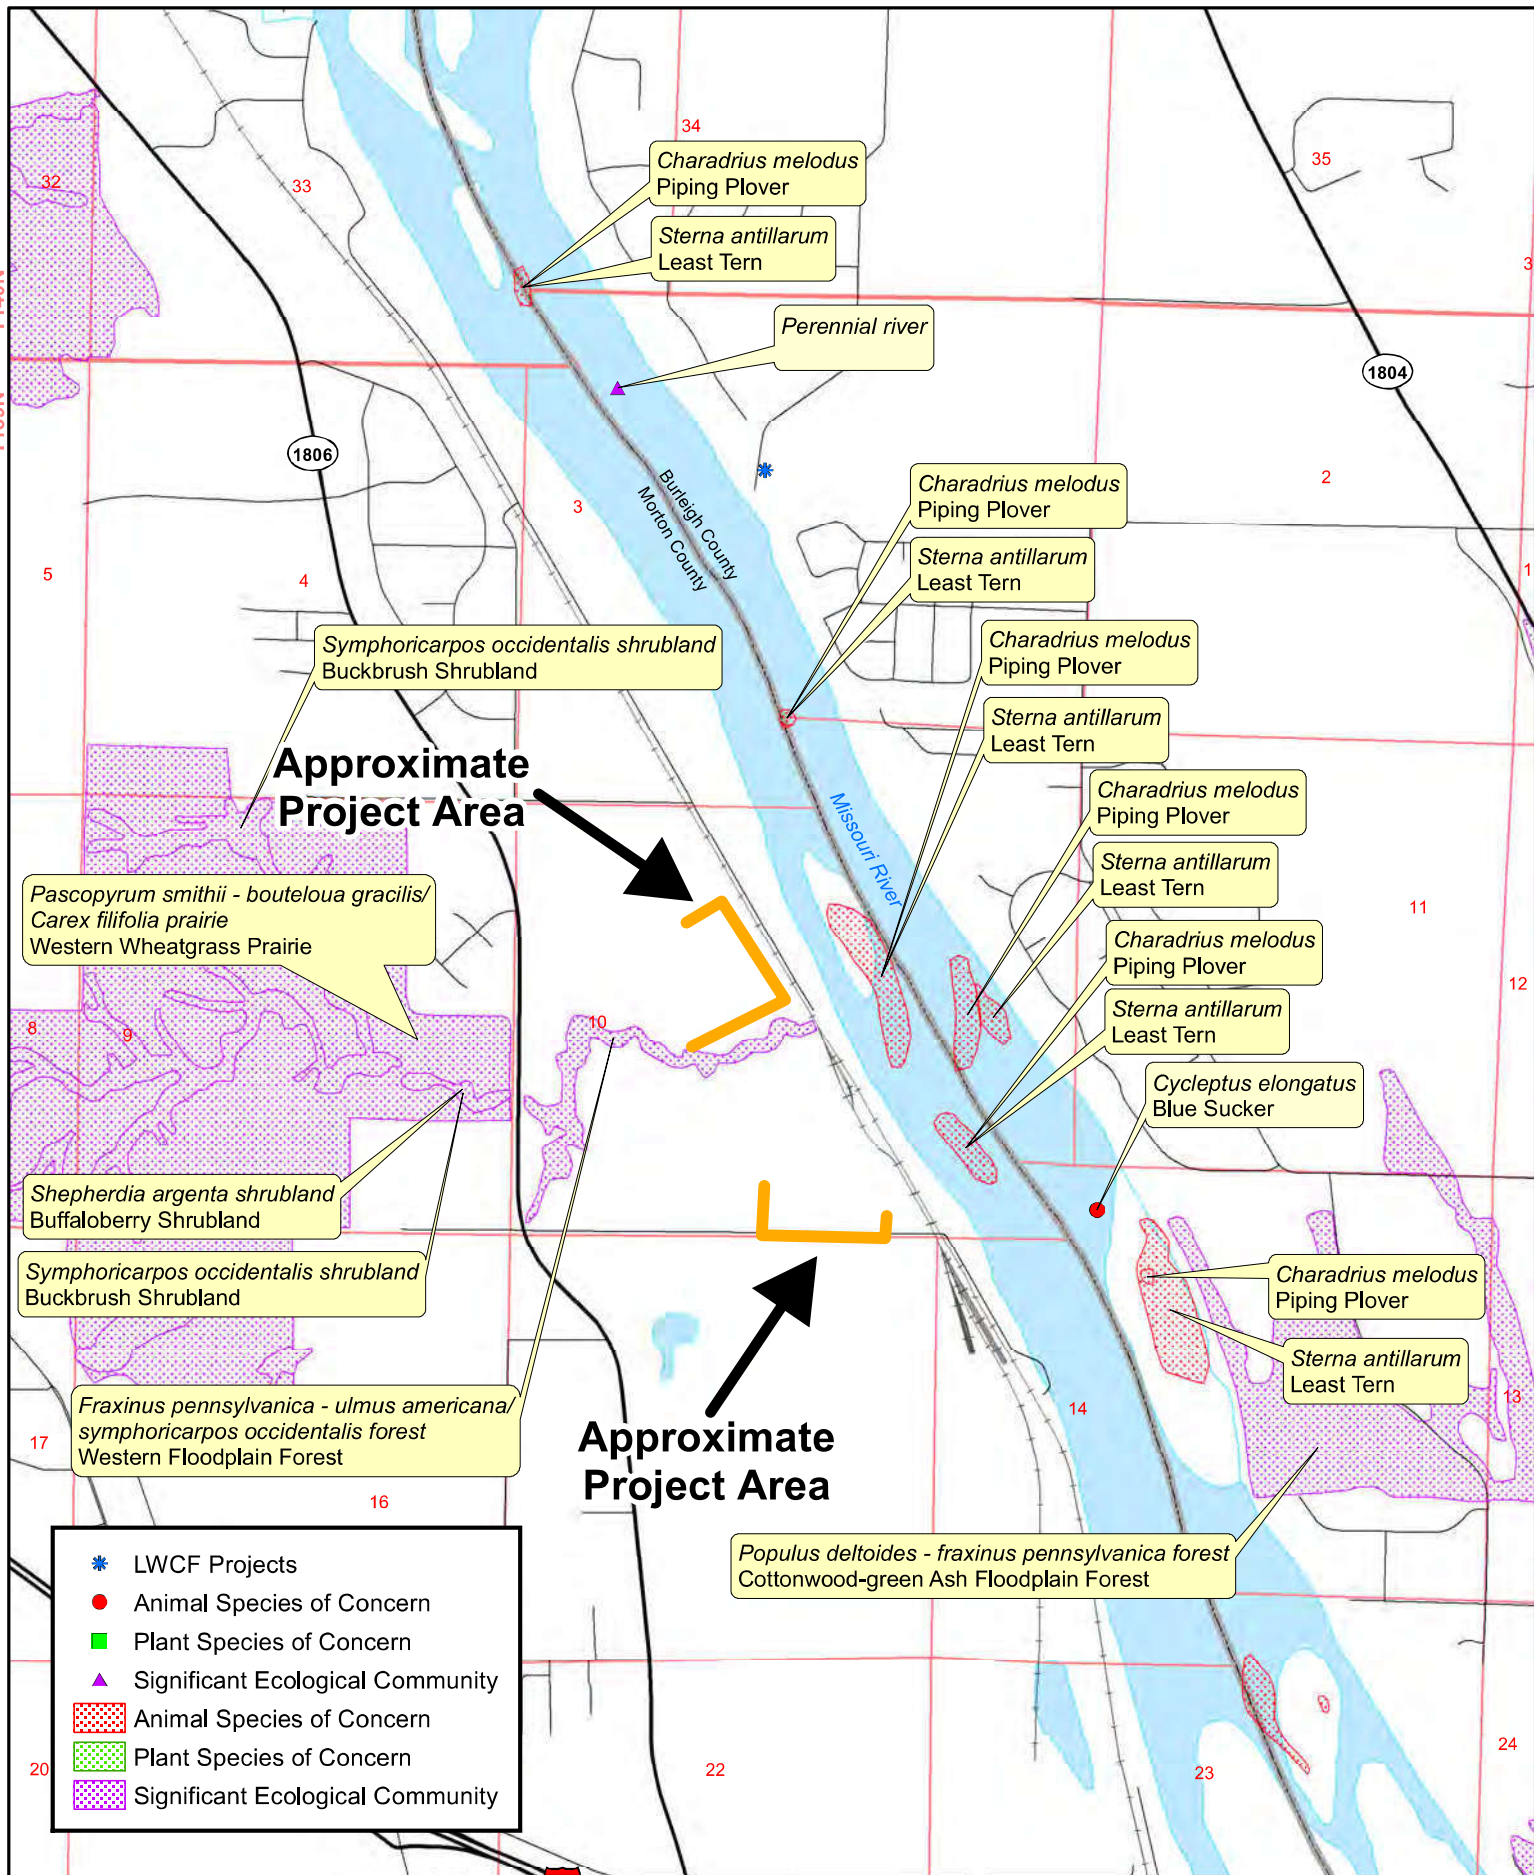 34
35
32
33
Charadrius melodus
Piping Plover
Sterna antillarum
Least Tern
3
Perennial river
1804
1806
Charadrius melodus
Piping Plover
2
3
Burleigh County
Morton County
Sterna antillarum
Least Tern
5
4
1
Symphoricarpos occidentalis shrubland
Buckbrush Shrubland
Charadrius melodus
Piping Plover
Sterna antillarum
Least Tern
Approximate
Project Area
Missouri River
Charadrius melodus
Piping Plover
Sterna antillarum
Least Tern
Pascopyrum smithii - bouteloua gracilis/
Carex filifolia prairie
Western Wheatgrass Prairie
11
Charadrius melodus
Piping Plover
12
8
9
10
Sterna antillarum
Least Tern
Cycleptus elongatus
Blue Sucker
Shepherdia argenta shrubland
Buffaloberry Shrubland
Symphoricarpos occidentalis shrubland
Buckbrush Shrubland
Charadrius melodus
Piping Plover
Sterna antillarum
Least Tern
Fraxinus pennsylvanica - ulmus americana/
symphoricarpos occidentalis forest
Western Floodplain Forest
17
14
13
Approximate
Project Area
16
Populus deltoides - fraxinus pennsylvanica forest
Cottonwood-green Ash Floodplain Forest
LWCF Projects
Animal Species of Concern
Plant Species of Concern
Significant Ecological Community
Animal Species of Concern
Plant Species of Concern
Significant Ecological Community
20
22
23
24